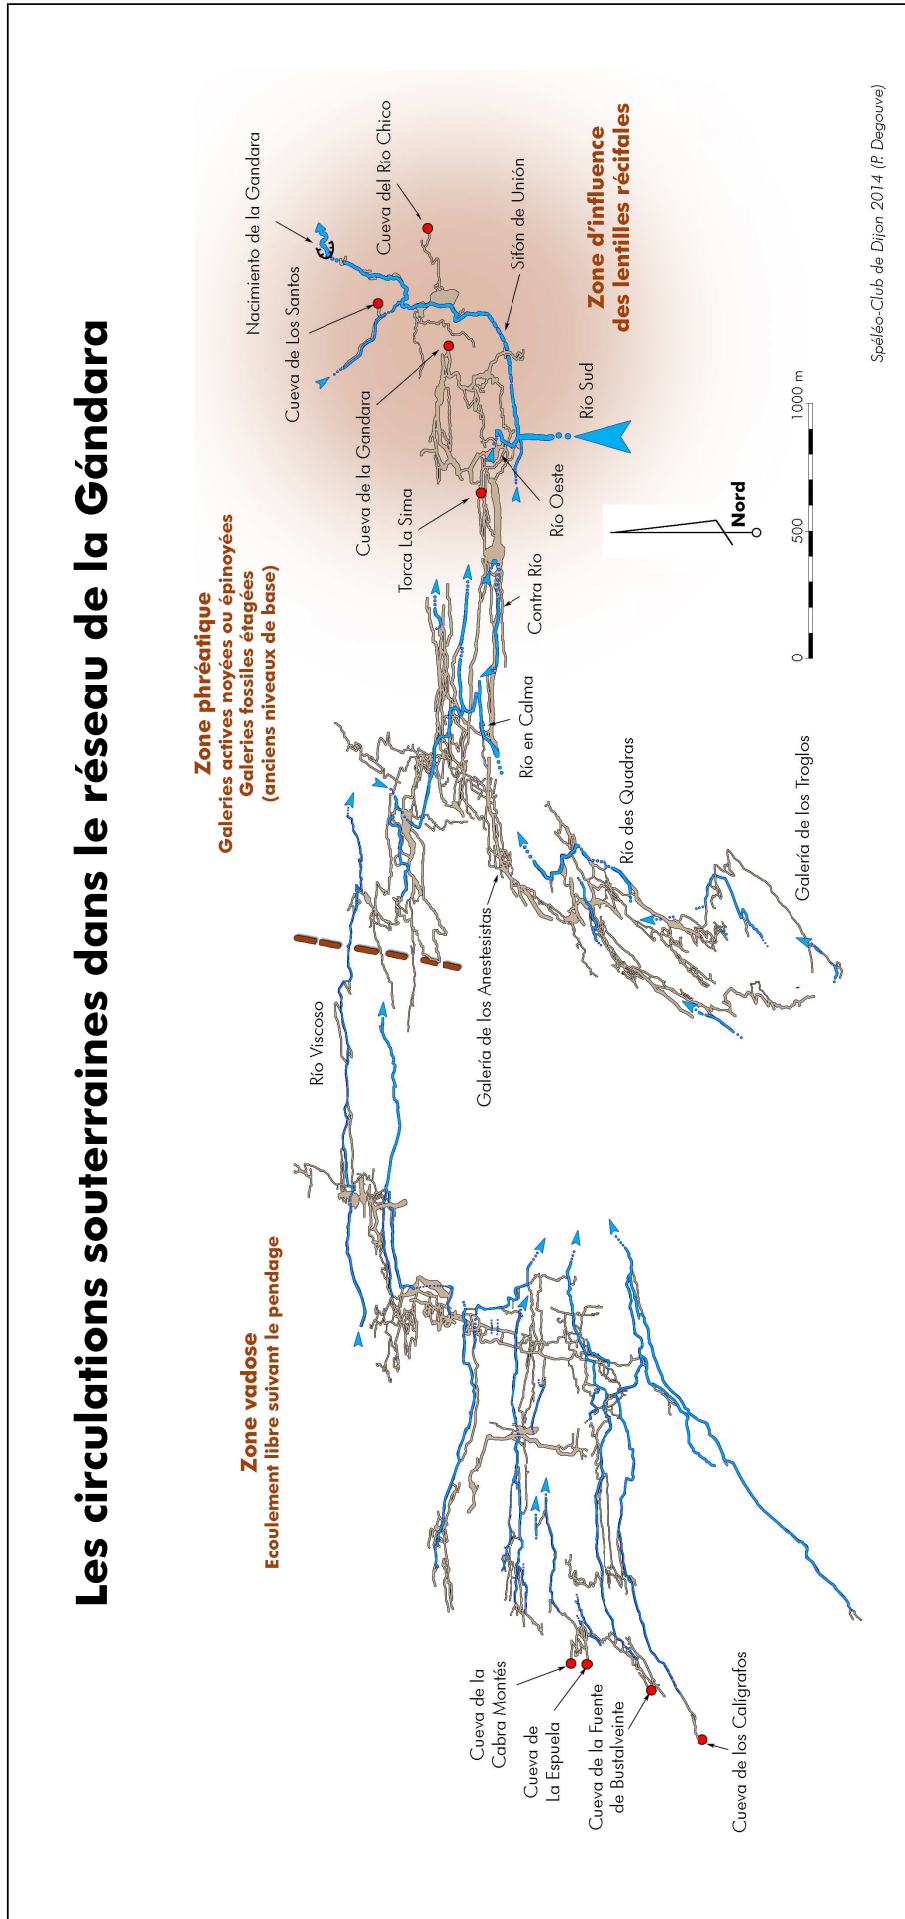 Les circulations souterraines dans le réseau de la Gándara
Zone vadose
Ecoulement libre suivant le pendage
Zone phréatique
Galeries actives noyées ou épinoyées
Galeries fossiles étagées
(anciens niveaux de base)
Nacimiento de la Gandara
Cueva de Los Santos
Cueva del Río Chico
Cueva de la Gandara
Torca La Sima
Sifón de Unión
Zone d'influence
des lentilles récifales
Río Sud
Río Oeste
Contra Río
Río en Calma
Río Viscoso
Galería de los Anestesistas
Río des Quadras
Galería de los Troglos
Cueva de la
Cabra Montés
Cueva de
La Espuela
Cueva de la Fuente
de Bustalveinte
Cueva de los Calígrafos
Nord
0 500 1000 m
Spéléo-Club de Dijon 2014 (P. Degouve)